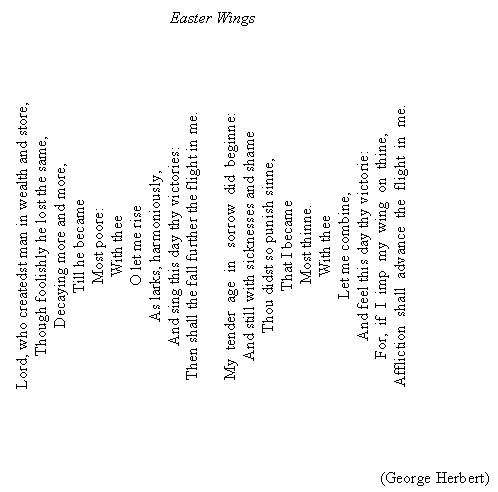 Easter Wings
Lord, who createdst man in wealth and store,
Though foolishly he lost the same,
Decaying more and more,
Till he became
Most poore:
With thee
O let me rise
As larks, harmoniously,
And sing this day thy victories:
Then shall the fall further the flight in me.
My tender age in sorrow did beginne:
And still with sicknesses and shame
Thou didst so punish sinne,
That I became
Most thinne.
With thee
Let me combine,
And feel this day thy victorie:
For, if I imp my wing on thine,
Affliction shall advance the flight in me.
(George Herbert)